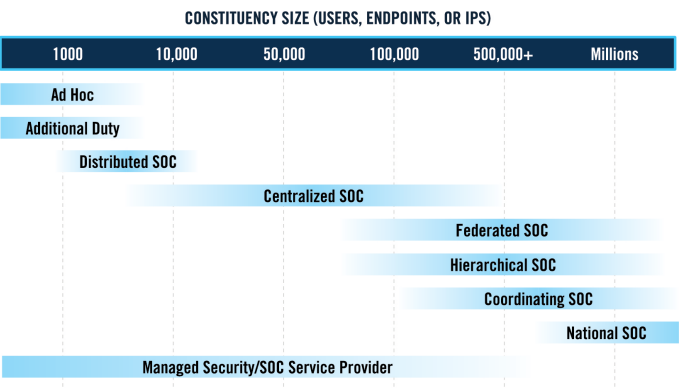 CONSTITUENCY SIZE (USERS, ENDPOINTS, OR IPS)
1000 10,000 50,000 100,000 500,000+ Millions
Ad Hoc
Additional Duty
Distributed SOC
Centralized SOC
Federated SOC
Hierarchical SOC
Coordinating SOC
National SOC
Managed Security/SOC Service Provider